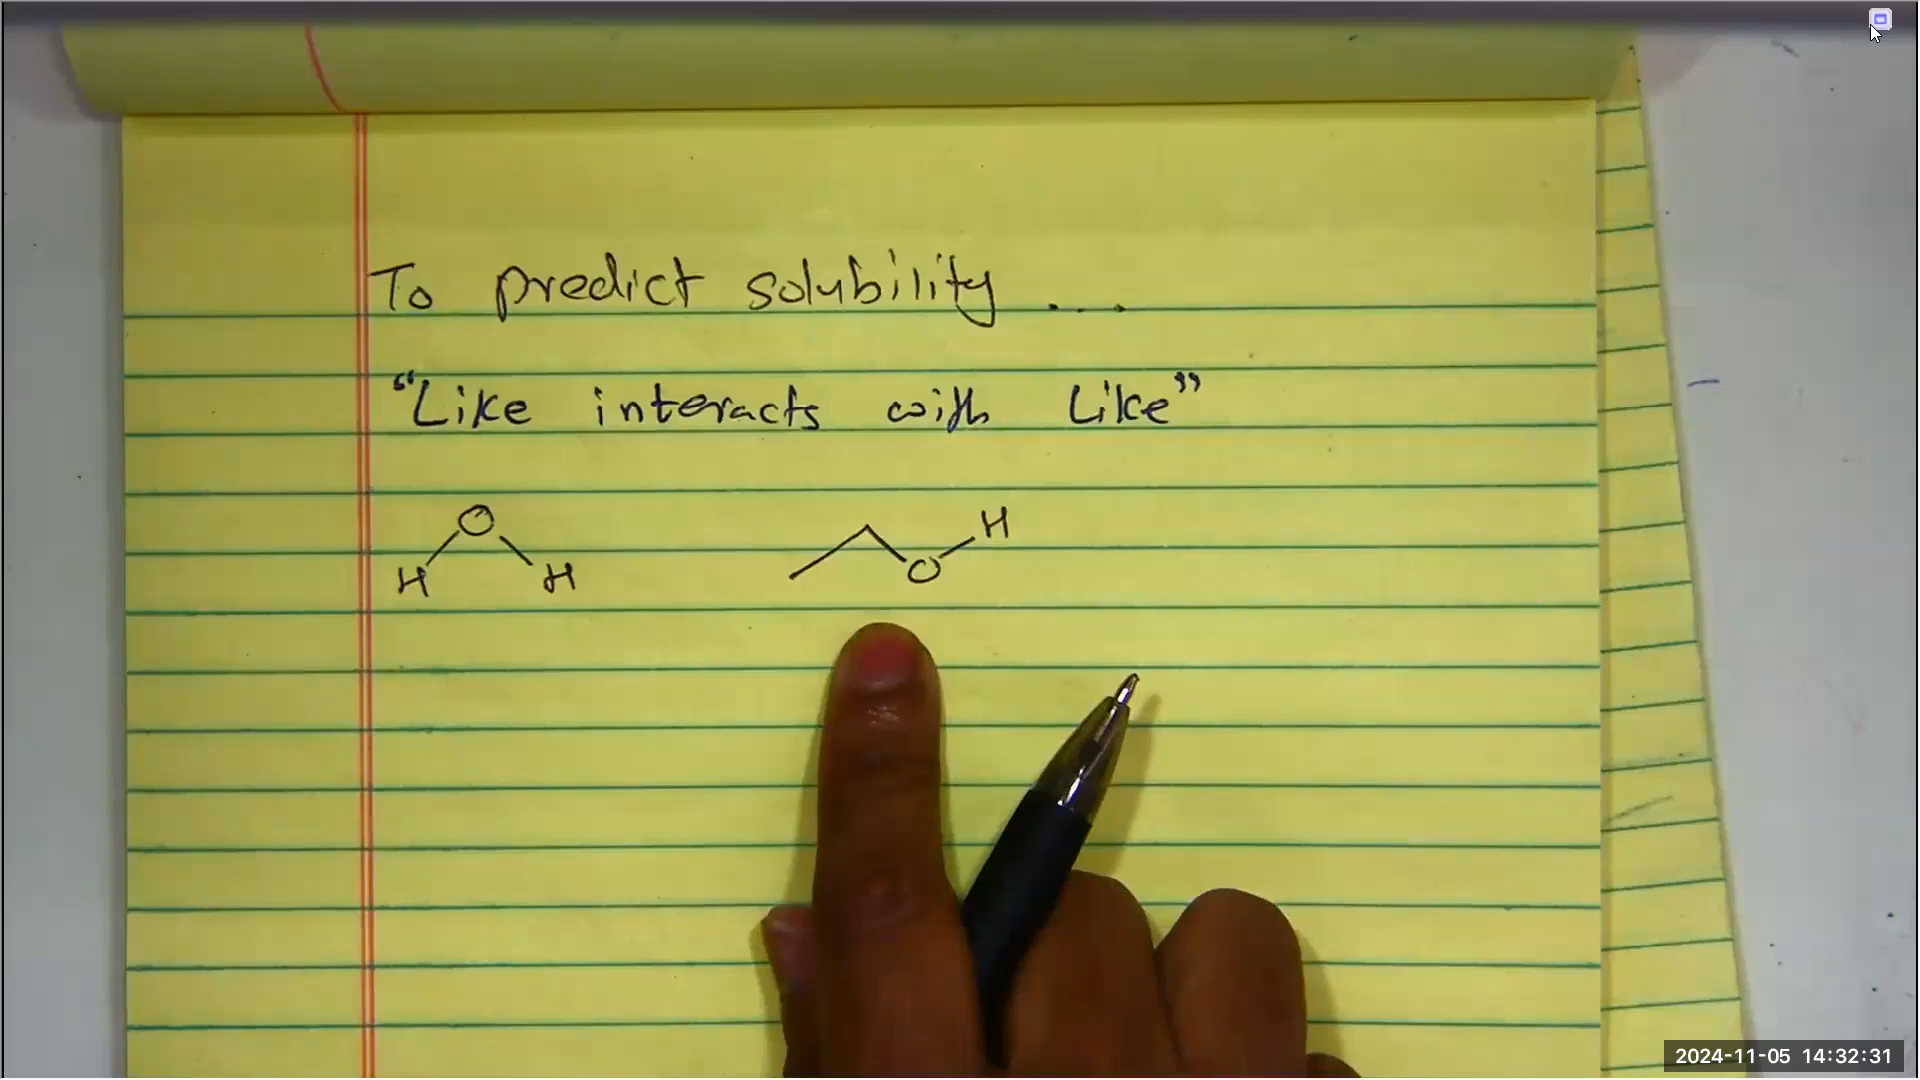 To predict solubility ....
“Like interacts with Like”
O H
H H O
2024-11-05 14:32:31